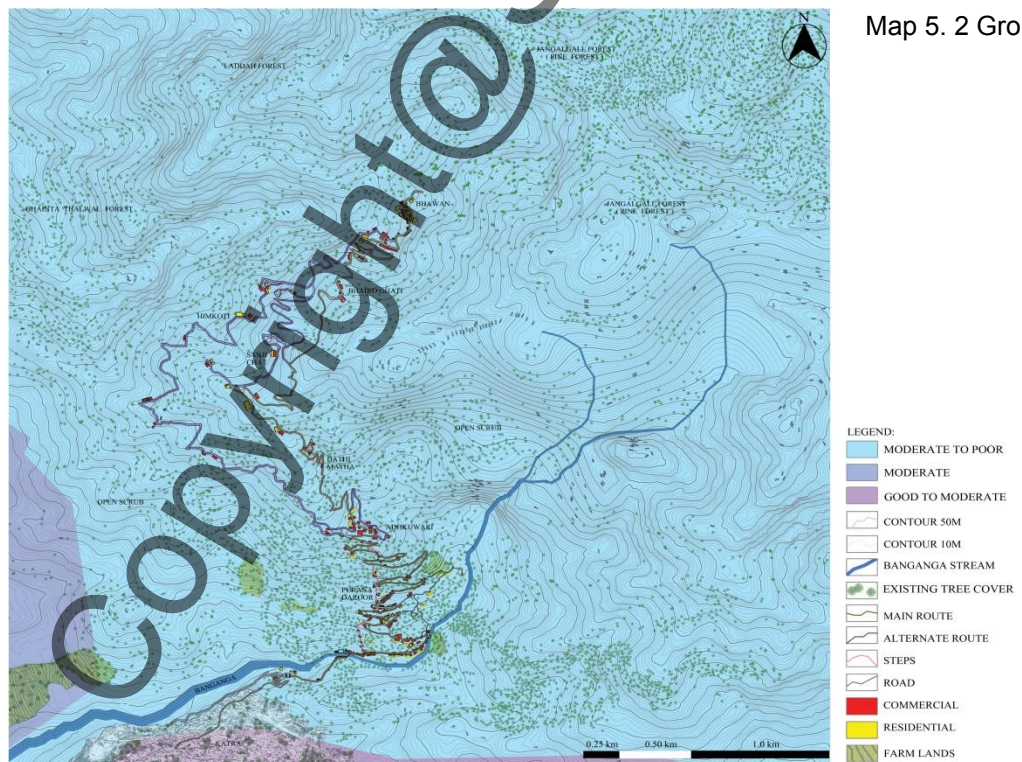 Map 5. 2 Gro
N
JANGALGALI FOREST
( PINE FOREST )
LADDAH FOREST
BHAINTA THALWAL FOREST
BHAWAN
JANGALGALI FOREST
( PINE FOREST )
BHAIRO GHATI
HIMKOTI
SANJI
CHAT
OPEN SCRUB
HATHI
MATHA
OPEN SCRUB
ADHKUWARI
PURANA
DAROOR
BANGANGA
KATRA
0.25 km 0.50 km 1.0 km
Copyright@
LEGEND:
MODERATE TO POOR
MODERATE
GOOD TO MODERATE
CONTOUR 50M
CONTOUR 10M
BANGANGA STREAM
EXISTING TREE COVER
MAIN ROUTE
ALTERNATE ROUTE
STEPS
ROAD
COMMERCIAL
RESIDENTIAL
FARM LANDS